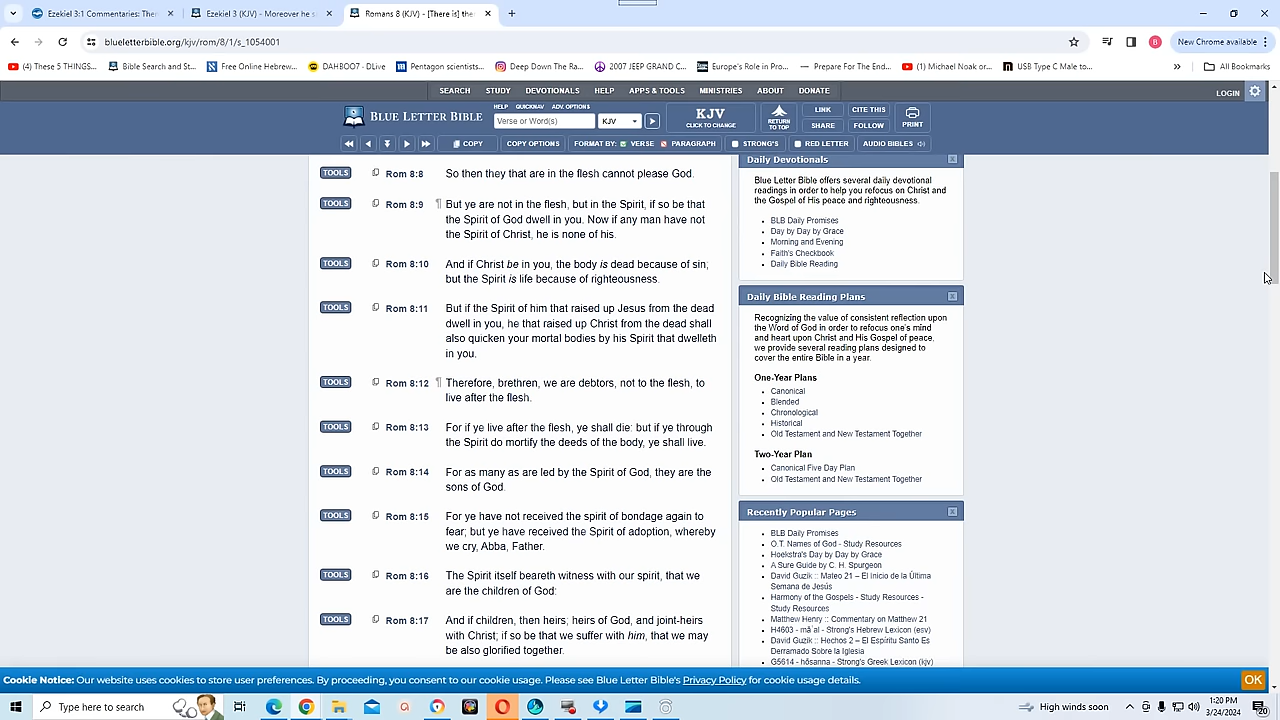 Ezekiel 3:1 Commentaries: The
Ezekiel 3 (KJV) - Moreover he s
Romans 8 (KJV) - [There is] the
blueletterbible.org/kjv/rom/8/1/s_1054001
New Chrome available
(4) These 5 THINGS...
Bible Search and St...
Free Online Hebrew...
DAHBOO7 - DLive
Pentagon scientists...
Deep Down The Ra...
2007 JEEP GRAND C...
Europe's Role in Pro...
Prepare For The End...
(1) Michael Noak or...
USB Type C Male to...
All Bookmarks
SEARCH STUDY DEVOTIONALS HELP APPS & TOOLS MINISTRIES ABOUT DONATE
LOGIN
BLUE LETTER BIBLE
HELP QUICKNAV ADV. OPTIONS
Verse or Word(s)
KJV
KJV
CLICK TO CHANGE
RETURN
TO TOP
LINK
CITE THIS
SHARE
FOLLOW
PRINT
COPY COPY OPTIONS FORMAT BY: VERSE PARAGRAPH STRONG'S RED LETTER AUDIO BIBLES
TOOLS Rom 8:8 So then they that are in the flesh cannot please God.
TOOLS Rom 8:9 ¶ But ye are not in the flesh, but in the Spirit, if so be that
the Spirit of God dwell in you. Now if any man have not
the Spirit of Christ, he is none of his.
TOOLS Rom 8:10 And if Christ be in you, the body is dead because of sin;
but the Spirit is life because of righteousness.
TOOLS Rom 8:11 But if the Spirit of him that raised up Jesus from the dead
dwell in you, he that raised up Christ from the dead shall
also quicken your mortal bodies by his Spirit that dwelleth
in you.
TOOLS Rom 8:12 ¶ Therefore, brethren, we are debtors, not to the flesh, to
live after the flesh.
TOOLS Rom 8:13 For if ye live after the flesh, ye shall die: but if ye through
the Spirit do mortify the deeds of the body, ye shall live.
TOOLS Rom 8:14 For as many as are led by the Spirit of God, they are the
sons of God.
TOOLS Rom 8:15 For ye have not received the spirit of bondage again to
fear; but ye have received the Spirit of adoption, whereby
we cry, Abba, Father.
TOOLS Rom 8:16 The Spirit itself beareth witness with our spirit, that we
are the children of God:
TOOLS Rom 8:17 And if children, then heirs; heirs of God, and joint-heirs
with Christ; if so be that we suffer with him, that we may
be also glorified together.
Daily Devotionals
Blue Letter Bible offers several daily devotional
readings in order to help you refocus on Christ and
the Gospel of His peace and righteousness.
BLB Daily Promises
Day by Day by Grace
Morning and Evening
Faith's Checkbook
Daily Bible Reading
Daily Bible Reading Plans
Recognizing the value of consistent reflection upon
the Word of God in order to refocus one's mind
and heart upon Christ and His Gospel of peace,
we provide several reading plans designed to
cover the entire Bible in a year.
One-Year Plans
Canonical
Blended
Chronological
Historical
Old Testament and New Testament Together
Two-Year Plan
Canonical Five Day Plan
Old Testament and New Testament Together
Recently Popular Pages
BLB Daily Promises
O.T. Names of God - Study Resources
Hoekstra's Day by Day by Grace
A Sure Guide by C. H. Spurgeon
David Guzik :: Mateo 21 – El Inicio de la Última
Semana de Jesús
Harmony of the Gospels - Study Resources -
Study Resources
Matthew Henry :: Commentary on Matthew 21
H4603 - māʿal - Strong's Hebrew Lexicon (esv)
David Guzik :: Hechos 2 – El Espíritu Santo Es
Derramado Sobre la Iglesia
G5614 - hōsanna - Strong's Greek Lexicon (kjv)
Cookie Notice: Our website uses cookies to store user preferences. By proceeding, you consent to our cookie usage. Please see Blue Letter Bible's Privacy Policy for cookie usage details.
OK
Type here to search
High winds soon
1:20 PM
3/24/2024
20